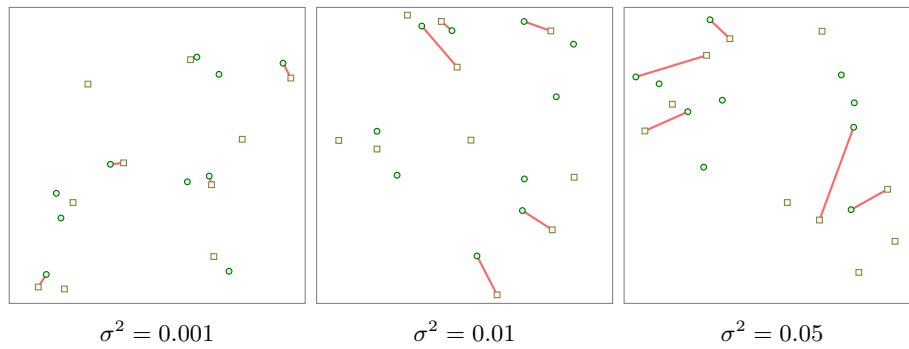 σ² = 0.001
σ² = 0.01
σ² = 0.05